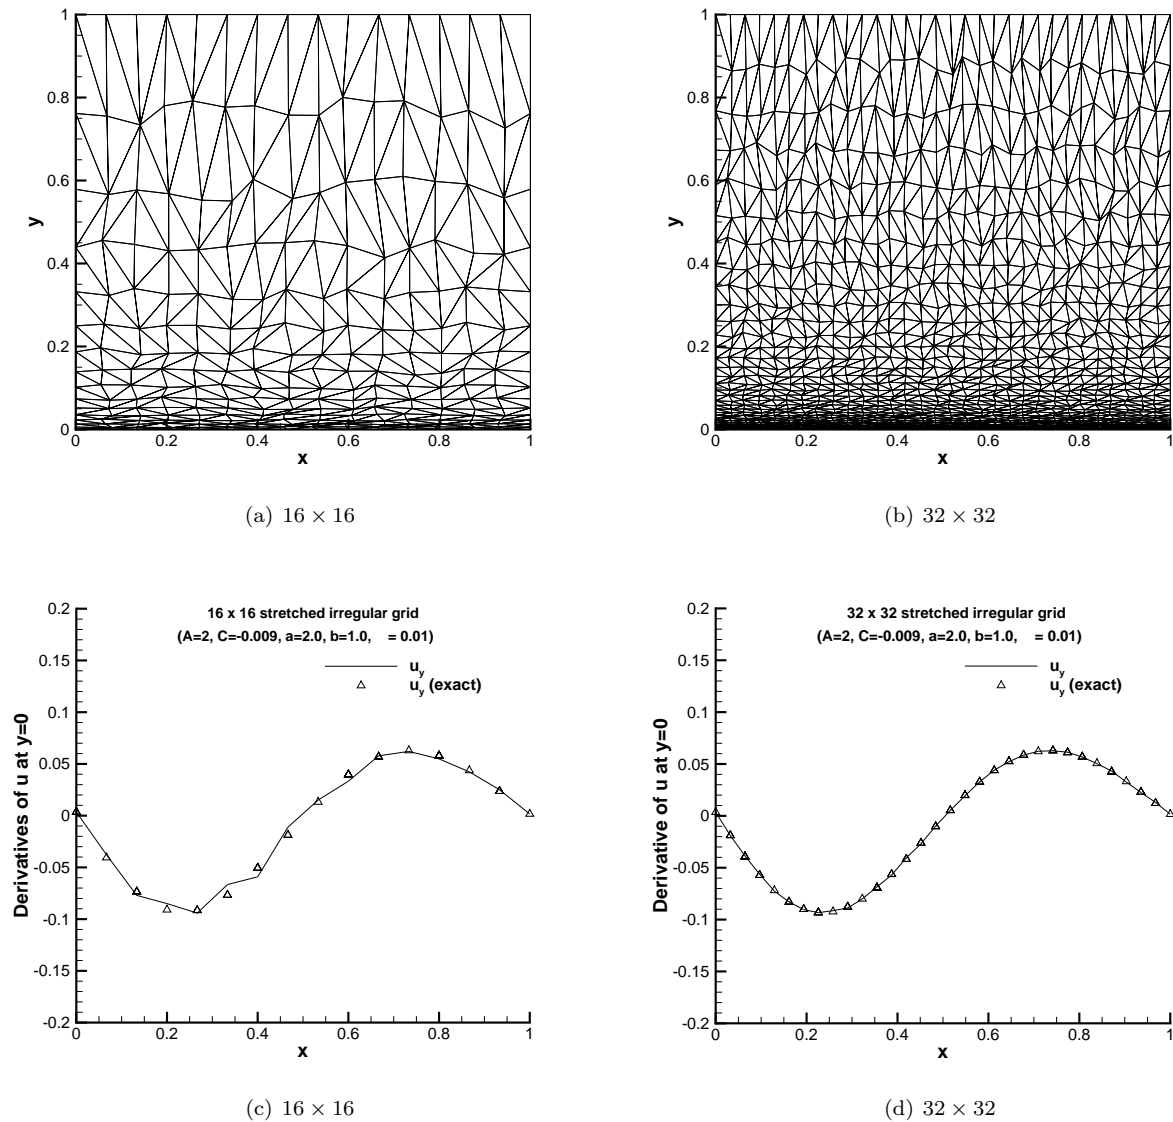 1
0.8
0.6
0.4
0.2
0
y
0 0.2 0.4 0.6 0.8 1
x
(a) 16 × 16
1
0.8
0.6
0.4
0.2
0
y
0 0.2 0.4 0.6 0.8 1
x
(b) 32 × 32
0.2
0.15
0.1
0.05
0
-0.05
-0.1
-0.15
-0.2
Derivatives of u at y=0
16 x 16 stretched irregular grid
(A=2, C=-0.009, a=2.0, b=1.0, = 0.01)
u_y
u_y (exact)
0 0.2 0.4 0.6 0.8 1
x
(c) 16 × 16
0.2
0.15
0.1
0.05
0
-0.05
-0.1
-0.15
-0.2
Derivative of u at y=0
32 x 32 stretched irregular grid
(A=2, C=-0.009, a=2.0, b=1.0, = 0.01)
u_y
u_y (exact)
0 0.2 0.4 0.6 0.8 1
x
(d) 32 × 32